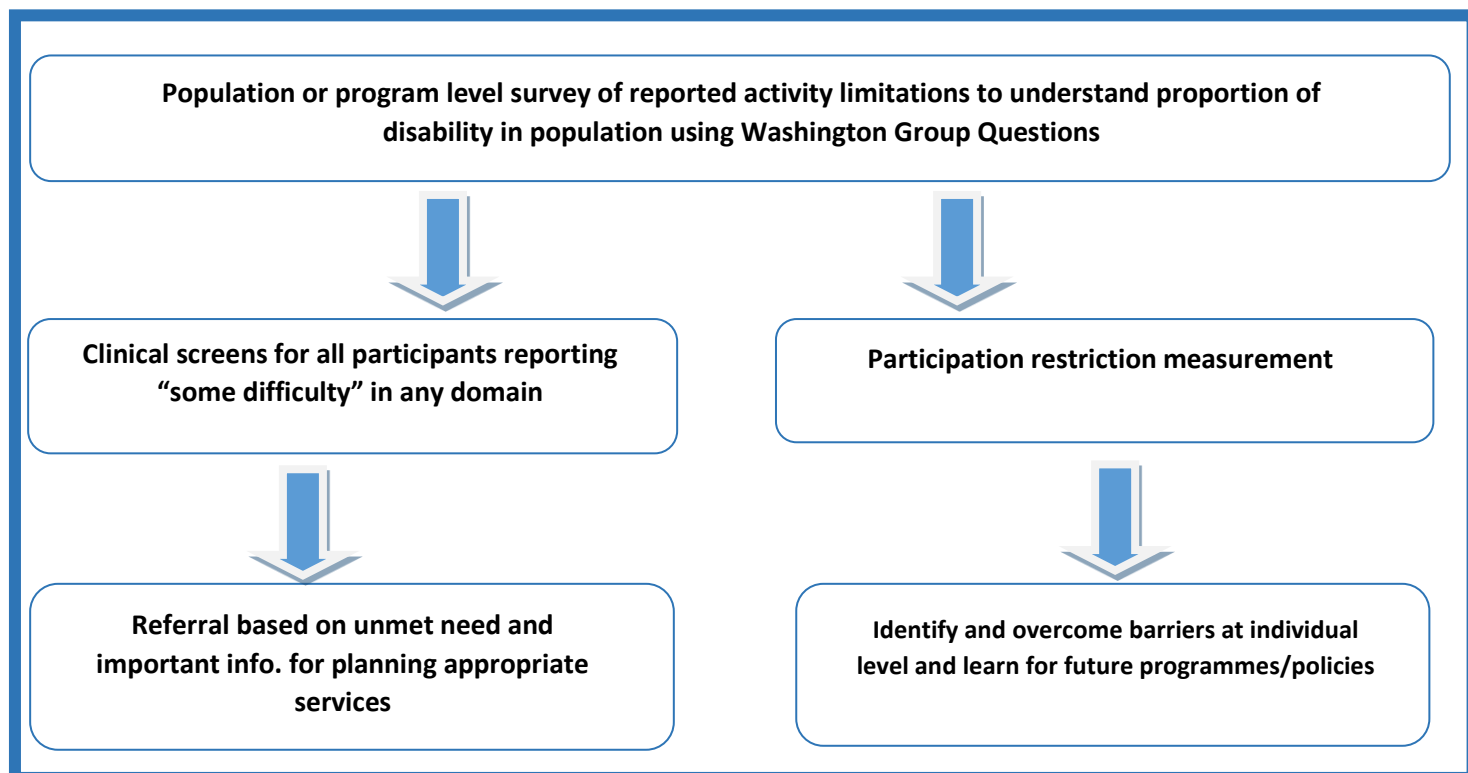 Population or program level survey of reported activity limitations to understand proportion of
disability in population using Washington Group Questions
Clinical screens for all participants reporting
“some difficulty” in any domain
Participation restriction measurement
Referral based on unmet need and
important info. for planning appropriate
services
Identify and overcome barriers at individual
level and learn for future programmes/policies